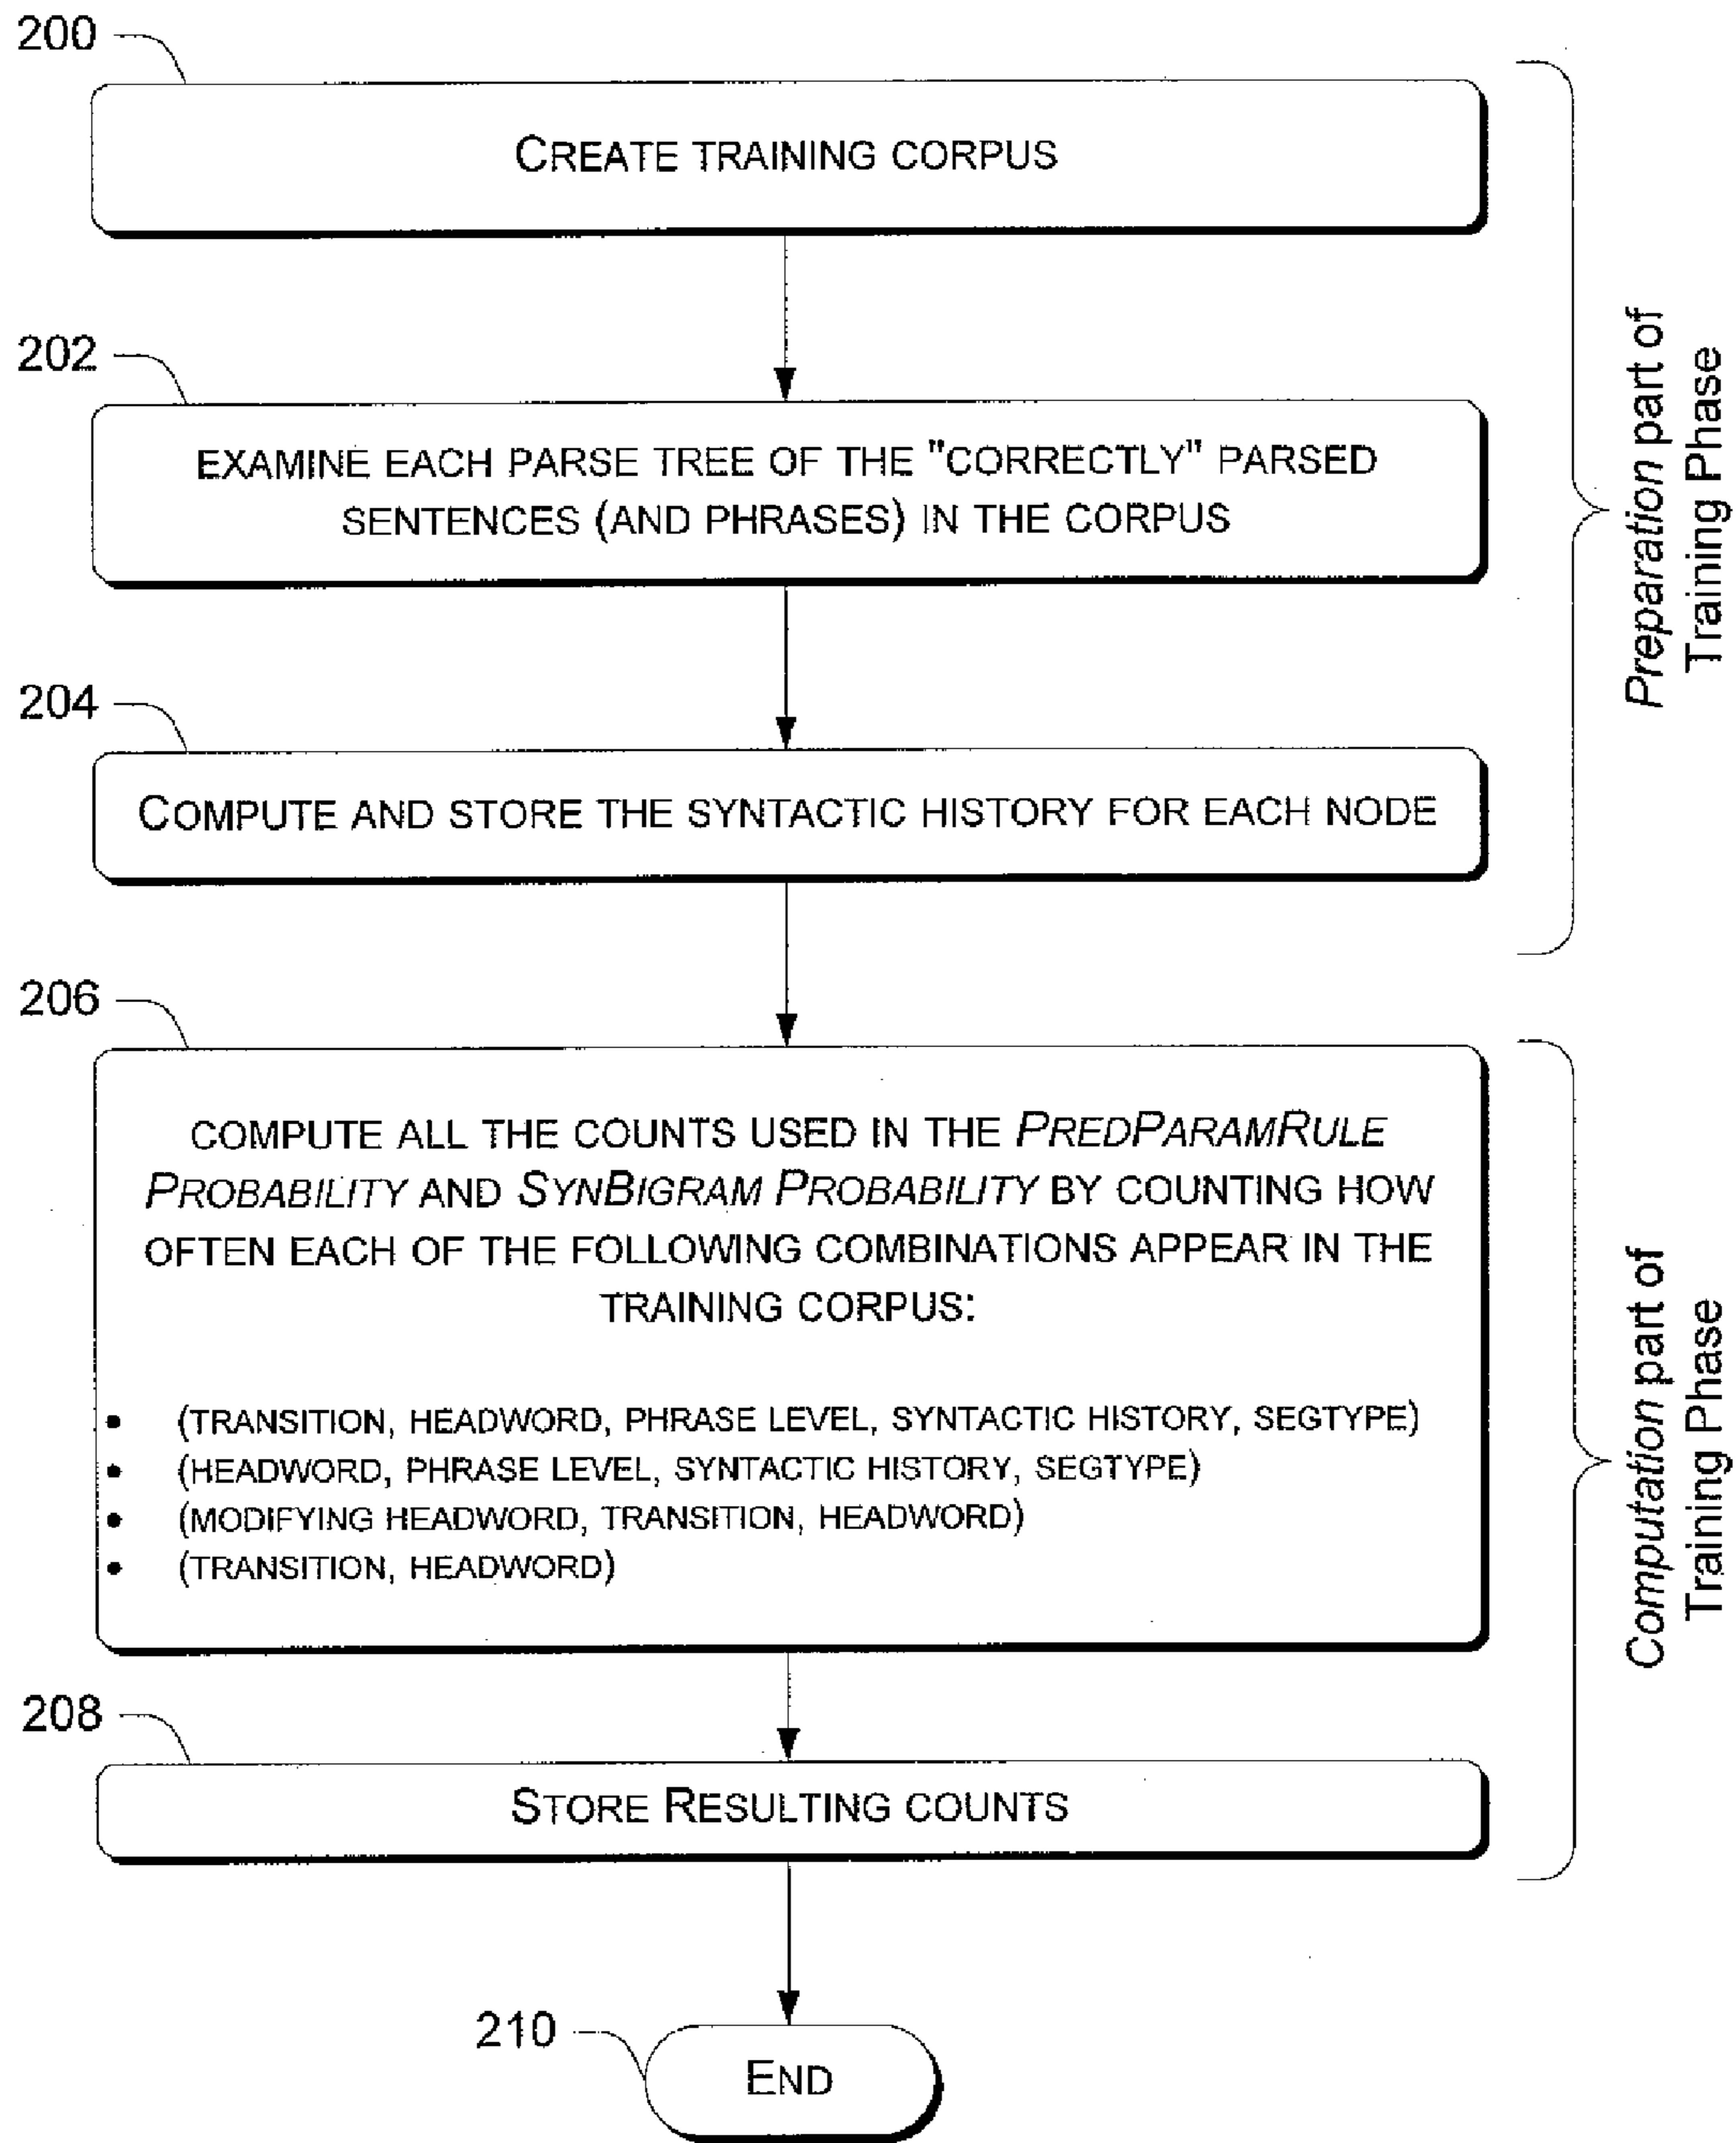 200
CREATE TRAINING CORPUS
202
EXAMINE EACH PARSE TREE OF THE "CORRECTLY" PARSED
SENTENCES (AND PHRASES) IN THE CORPUS
204
COMPUTE AND STORE THE SYNTACTIC HISTORY FOR EACH NODE
Preparation part of
Training Phase
206
COMPUTE ALL THE COUNTS USED IN THE PREDPARAMRULE
PROBABILITY AND SYNBIGRAM PROBABILITY BY COUNTING HOW
OFTEN EACH OF THE FOLLOWING COMBINATIONS APPEAR IN THE
TRAINING CORPUS:
• (TRANSITION, HEADWORD, PHRASE LEVEL, SYNTACTIC HISTORY, SEGTYPE)
• (HEADWORD, PHRASE LEVEL, SYNTACTIC HISTORY, SEGTYPE)
• (MODIFYING HEADWORD, TRANSITION, HEADWORD)
• (TRANSITION, HEADWORD)
208
STORE RESULTING COUNTS
Computation part of
Training Phase
210
END